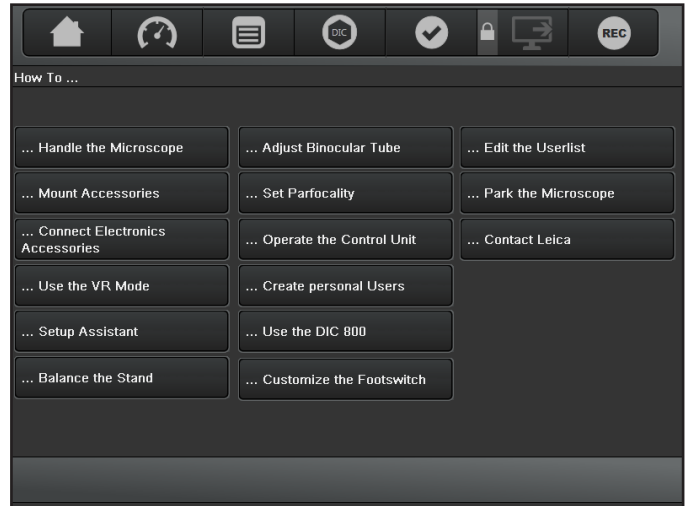 DIC
REC
How To ...
... Handle the Microscope
... Mount Accessories
... Connect Electronics
Accessories
... Use the VR Mode
... Setup Assistant
... Balance the Stand
... Adjust Binocular Tube
... Set Parfocality
... Operate the Control Unit
... Create personal Users
... Use the DIC 800
... Customize the Footswitch
... Edit the Userlist
... Park the Microscope
... Contact Leica